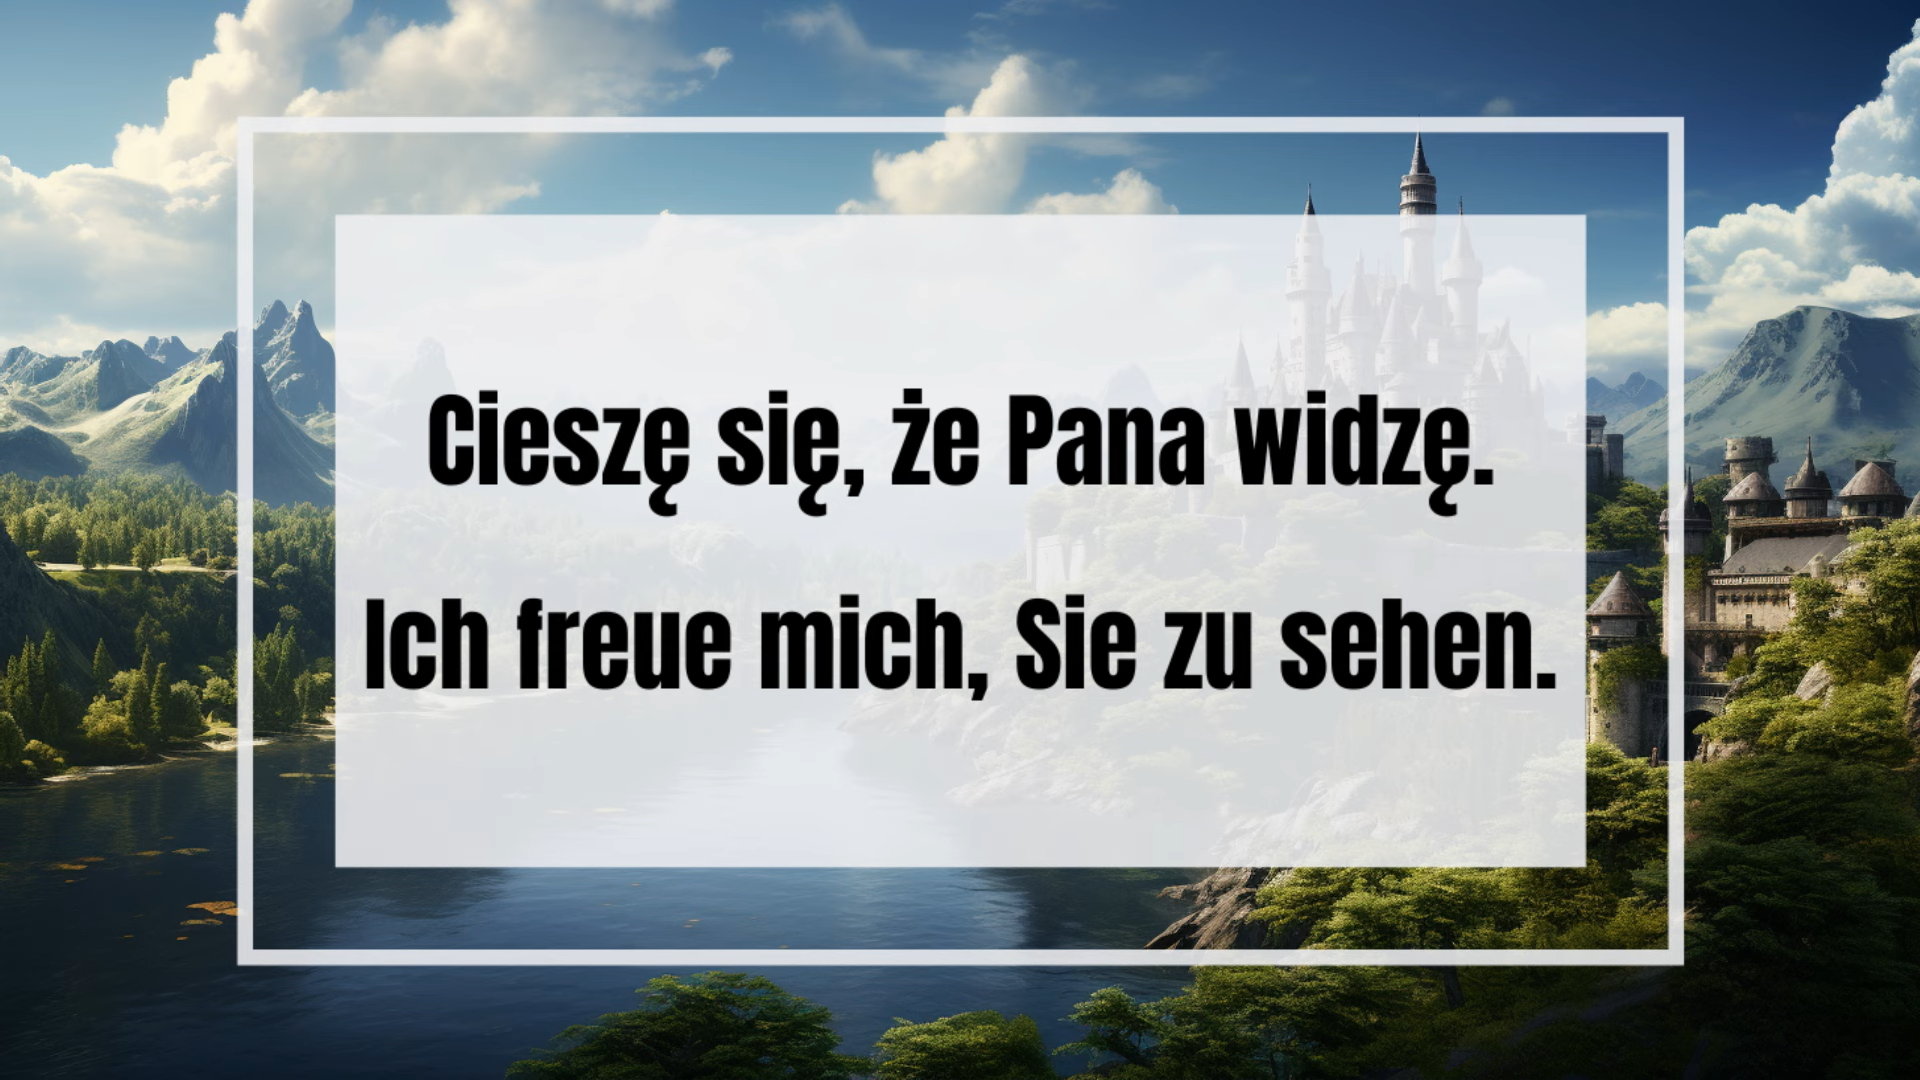 Cieszę się, że Pana widzę.
Ich freue mich, Sie zu sehen.